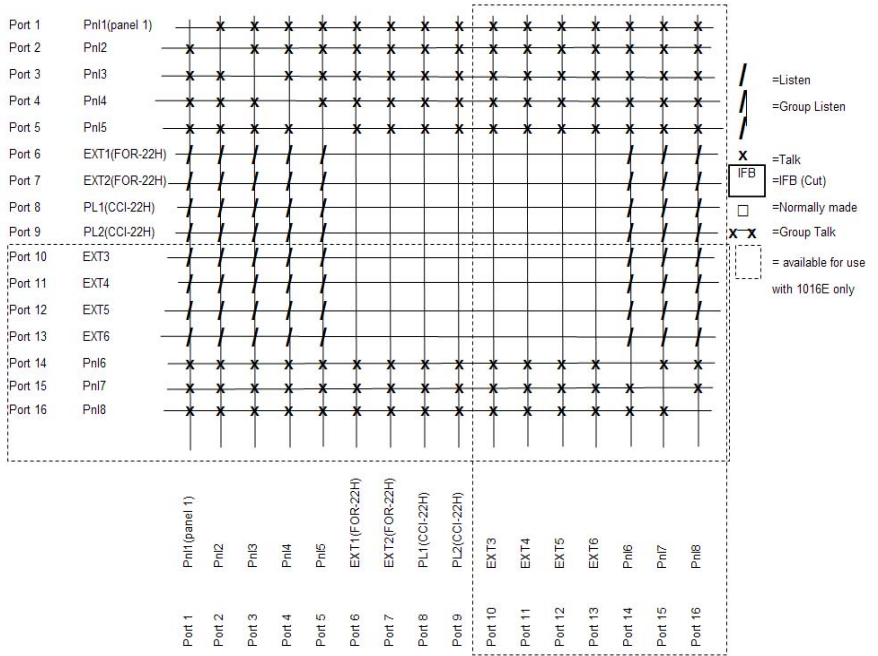 Port 1 Pnl1(panel 1)
Port 2 Pnl2
Port 3 Pnl3
Port 4 Pnl4
Port 5 Pnl5
Port 6 EXT1(FOR-22H)
Port 7 EXT2(FOR-22H)
Port 8 PL1(CCI-22H)
Port 9 PL2(CCI-22H)
Port 10 EXT3
Port 11 EXT4
Port 12 EXT5
Port 13 EXT6
Port 14 Pnl6
Port 15 Pnl7
Port 16 Pnl8
=Listen
=Group Listen
X =Talk
IFB =IFB (Cut)
=Normally made
X X =Group Talk
= available for use
with 1016E only
Port 1 Pnl1(panel 1)
Port 2 Pnl2
Port 3 Pnl3
Port 4 Pnl4
Port 5 Pnl5
Port 6 EXT1(FOR-22H)
Port 7 EXT2(FOR-22H)
Port 8 PL1(CCI-22H)
Port 9 PL2(CCI-22H)
Port 10 EXT3
Port 11 EXT4
Port 12 EXT5
Port 13 EXT6
Port 14 Pnl6
Port 15 Pnl7
Port 16 Pnl8